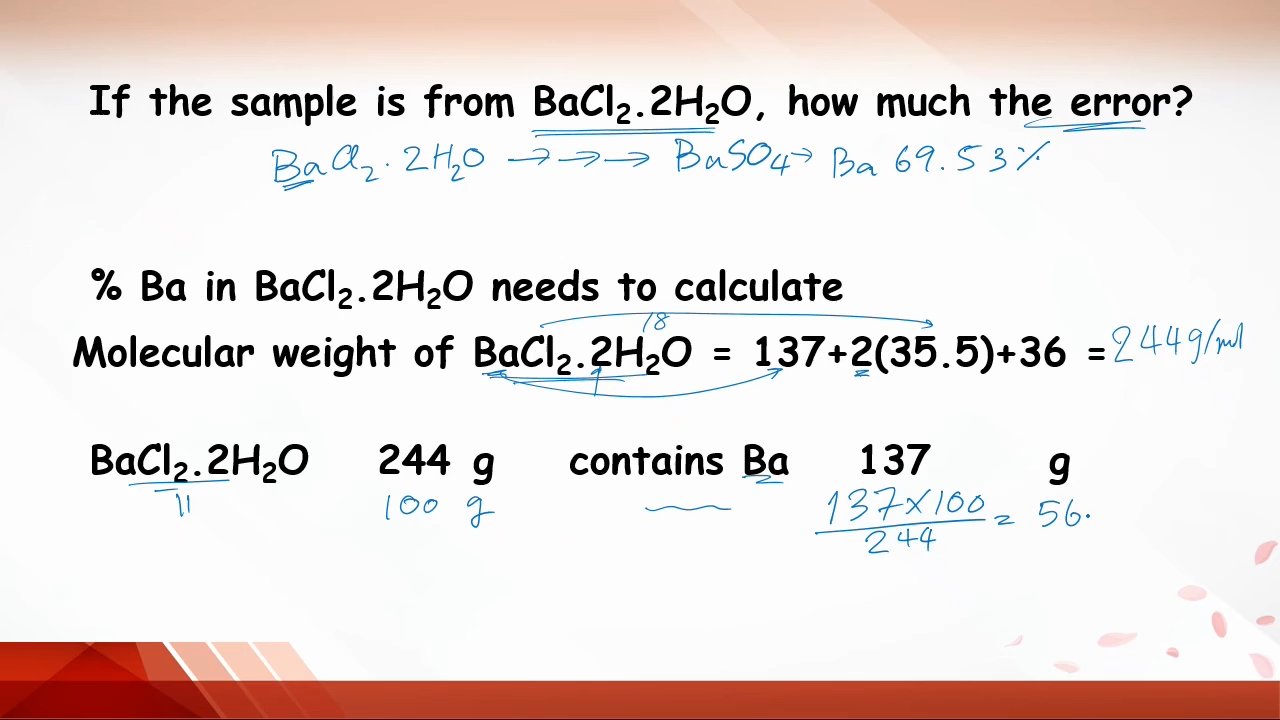 If the sample is from BaCl₂.2H₂O, how much the error?
BaCl₂.2H₂O →→→ BaSO₄→ Ba 69.53%
% Ba in BaCl₂.2H₂O needs to calculate
18
Molecular weight of BaCl₂.2H₂O = 137+2(35.5)+36 = 244g/mol
BaCl₂.2H₂O 244 g contains Ba 137 g
11 100 g 137×100 = 56.
244